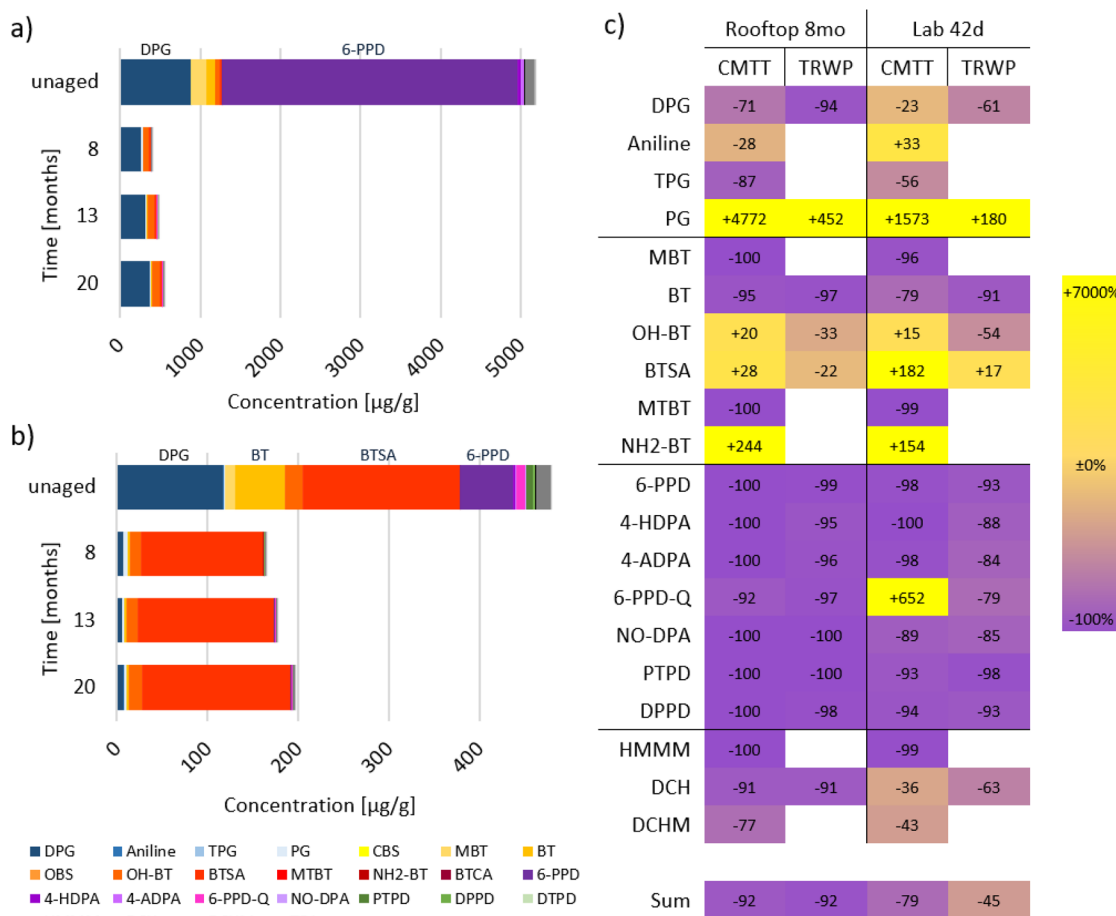 a)
DPG 6-PPD
unaged
8
13
20
Time [months]
0 1000 2000 3000 4000 5000
Concentration [µg/g]
b)
DPG BT BTSA 6-PPD
unaged
8
13
20
Time [months]
0 100 200 300 400
Concentration [µg/g]
DPG Aniline TPG PG CBS MBT BT
OBS OH-BT BTSA MTBT NH2-BT BTCA 6-PPD
4-HDPA 4-ADPA 6-PPD-Q NO-DPA PTPD DPPD DTPD
c)
Rooftop 8mo Lab 42d
CMTT TRWP CMTT TRWP
DPG -71 -94 -23 -61
Aniline -28 +33
TPG -87 -56
PG +4772 +452 +1573 +180
MBT -100 -96
BT -95 -97 -79 -91
OH-BT +20 -33 +15 -54
BTSA +28 -22 +182 +17
MTBT -100 -99
NH2-BT +244 +154
6-PPD -100 -99 -98 -93
4-HDPA -100 -95 -100 -88
4-ADPA -100 -96 -98 -84
6-PPD-Q -92 -97 +652 -79
NO-DPA -100 -100 -89 -85
PTPD -100 -100 -93 -98
DPPD -100 -98 -94 -93
HMMM -100 -99
DCH -91 -91 -36 -63
DCHM -77 -43
Sum -92 -92 -79 -45
+7000%
±0%
-100%